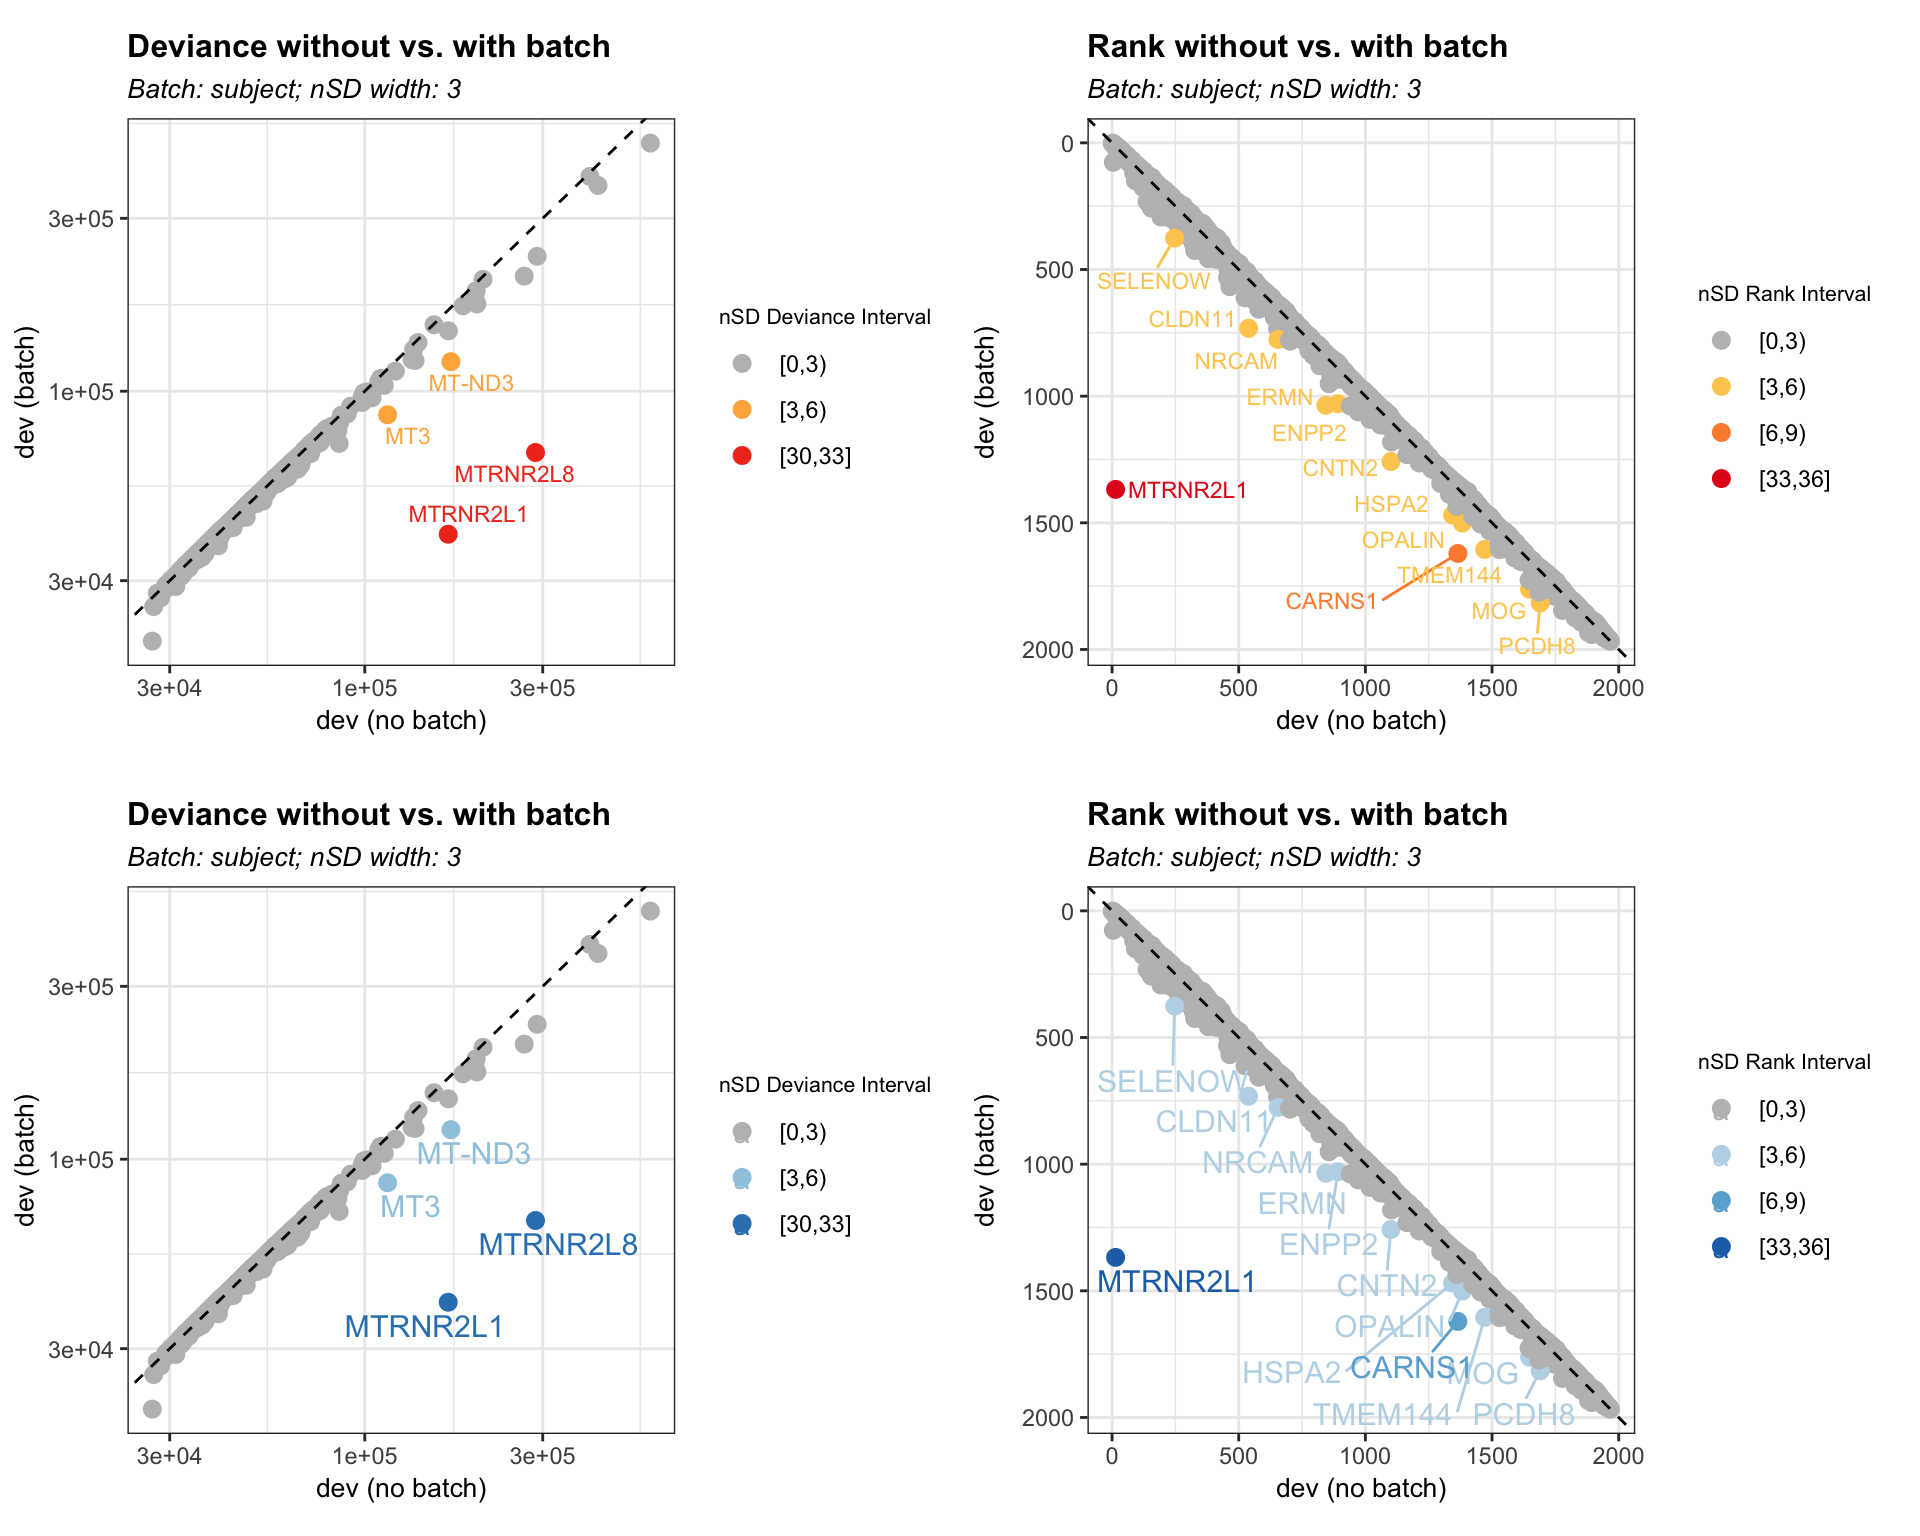 Deviance without vs. with batch
Batch: subject; nSD width: 3
dev (batch)
3e+05
1e+05
3e+04
MT-ND3
MT3
MTRNR2L8
MTRNR2L1
3e+04 1e+05 3e+05
dev (no batch)
nSD Deviance Interval
[0,3)
[3,6)
[30,33]
Rank without vs. with batch
Batch: subject; nSD width: 3
dev (batch)
0
500
1000
1500
2000
SELENOW
CLDN11
NRCAM
ERMN
ENPP2
CNTN2
MTRNR2L1
HSPA2
OPALIN
TMEM144
CARNS1
MOG
PCDH8
0 500 1000 1500 2000
dev (no batch)
nSD Rank Interval
[0,3)
[3,6)
[6,9)
[33,36]
Deviance without vs. with batch
Batch: subject; nSD width: 3
dev (batch)
3e+05
1e+05
3e+04
MT-ND3
MT3
MTRNR2L8
MTRNR2L1
3e+04 1e+05 3e+05
dev (no batch)
nSD Deviance Interval
[0,3)
[3,6)
[30,33]
Rank without vs. with batch
Batch: subject; nSD width: 3
dev (batch)
0
500
1000
1500
2000
SELENOW
CLDN11
NRCAM
ERMN
ENPP2
MTRNR2L1
CNTN2
OPALIN
HSPA2
CARNS1
MOG
TMEM144
PCDH8
0 500 1000 1500 2000
dev (no batch)
nSD Rank Interval
[0,3)
[3,6)
[6,9)
[33,36]